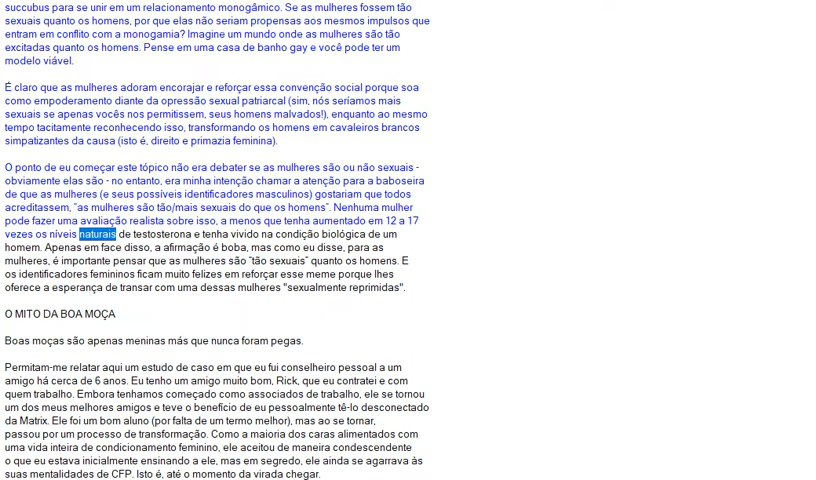 succubus para se unir em um relacionamento monogâmico. Se as mulheres fossem tão
sexuais quanto os homens, por que elas não seriam propensas aos mesmos impulsos que
entram em conflito com a monogamia? Imagine um mundo onde as mulheres são tão
excitadas quanto os homens. Pense em uma casa de banho gay e você pode ter um
modelo viável.
É claro que as mulheres adoram encorajar e reforçar essa convenção social porque soa
como empoderamento diante da opressão sexual patriarcal (sim, nós seríamos mais
sexuais se apenas vocês nos permitissem, seus homens malvados!), enquanto ao mesmo
tempo tacitamente reconhecendo isso, transformando os homens em cavaleiros brancos
simpatizantes da causa (isto é, direito e primazia feminina).
O ponto de eu começar este tópico não era debater se as mulheres são ou não sexuais -
obviamente elas são - no entanto, era minha intenção chamar a atenção para a baboseira
de que as mulheres (e seus possíveis identificadores masculinos) gostariam que todos
acreditassem, "as mulheres são tão/mais sexuais do que os homens". Nenhuma mulher
pode fazer uma avaliação realista sobre isso, a menos que tenha aumentado em 12 a 17
vezes os níveis naturais de testosterona e tenha vivido na condição biológica de um
homem. Apenas em face disso, a afirmação é boba, mas como eu disse, para as
mulheres, é importante pensar que as mulheres são "tão sexuais" quanto os homens. E
os identificadores femininos ficam muito felizes em reforçar esse meme porque lhes
oferece a esperança de transar com uma dessas mulheres "sexualmente reprimidas".
O MITO DA BOA MOÇA
Boas moças são apenas meninas más que nunca foram pegas.
Permitam-me relatar aqui um estudo de caso em que eu fui conselheiro pessoal a um
amigo há cerca de 6 anos. Eu tenho um amigo muito bom, Rick, que eu contratei e com
quem trabalho. Embora tenhamos começado como associados de trabalho, ele se tornou
um dos meus melhores amigos e teve o benefício de eu pessoalmente tê-lo desconectado
da Matrix. Ele foi um bom aluno (por falta de um termo melhor), mas ao se tornar,
passou por um processo de transformação. Como a maioria dos caras alimentados com
uma vida inteira de condicionamento feminino, ele aceitou de maneira condescendente
o que eu estava inicialmente ensinando a ele, mas em segredo, ele ainda se agarrava às
suas mentalidades de CFP. Isto é, até o momento da virada chegar.